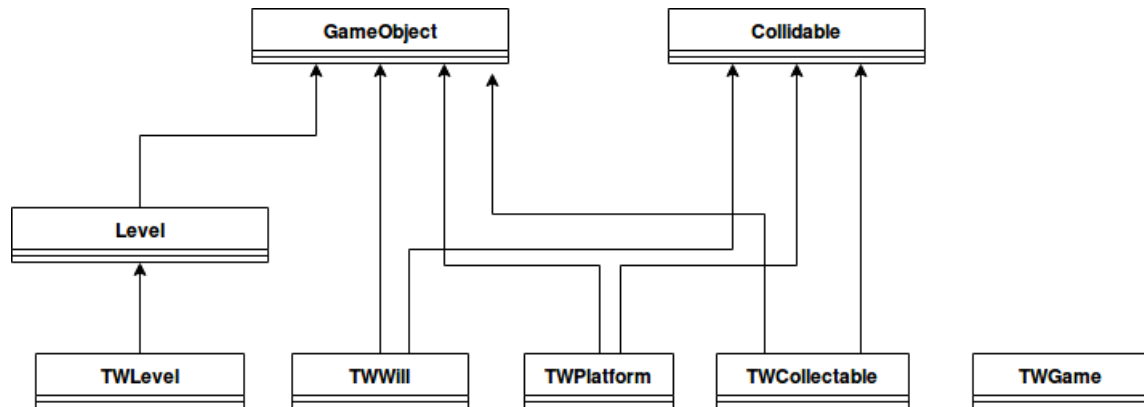 GameObject
Collidable
Level
TWLevel
TWWill
TWPlatform
TWCollectable
TWGame